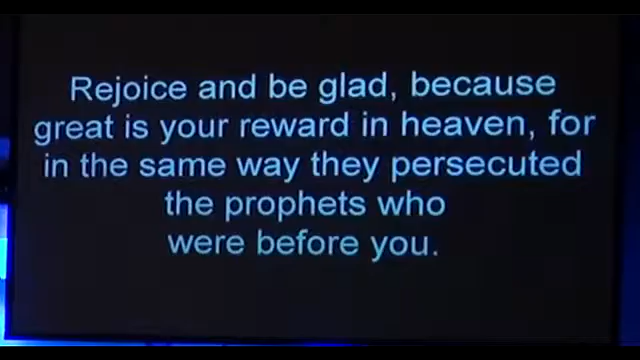 Rejoice and be glad, because
great is your reward in heaven, for
in the same way they persecuted
the prophets who
were before you.